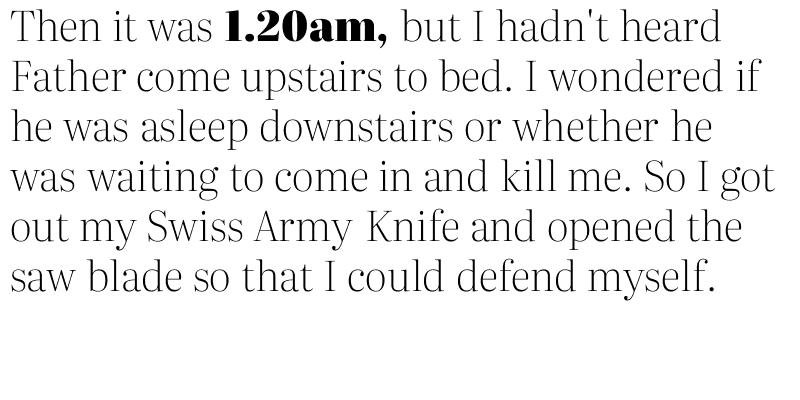 Then it was 1.20am, but I hadn't heard
Father come upstairs to bed. I wondered if
he was asleep downstairs or whether he
was waiting to come in and kill me. So I got
out my Swiss Army Knife and opened the
saw blade so that I could defend myself.